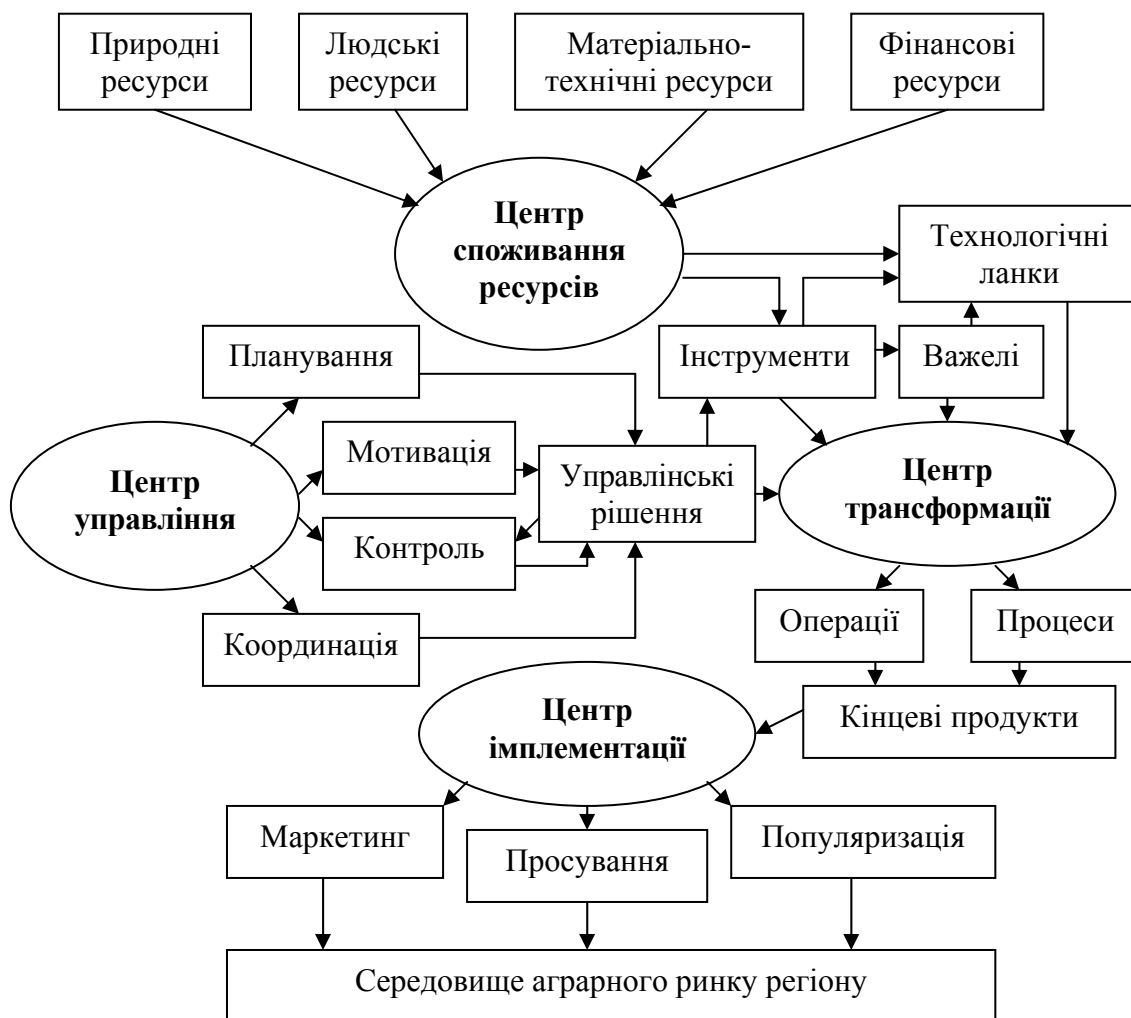 Природні
ресурси
Людські
ресурси
Матеріально-
технічні ресурси
Фінансові
ресурси
Центр
споживання
ресурсів
Технологічні
ланки
Планування
Інструменти
Важелі
Центр
управління
Мотивація
Контроль
Управлінські
рішення
Центр
трансформації
Координація
Операції
Процеси
Центр
імплементації
Кінцеві продукти
Маркетинг
Просування
Популяризація
Середовище аграрного ринку регіону